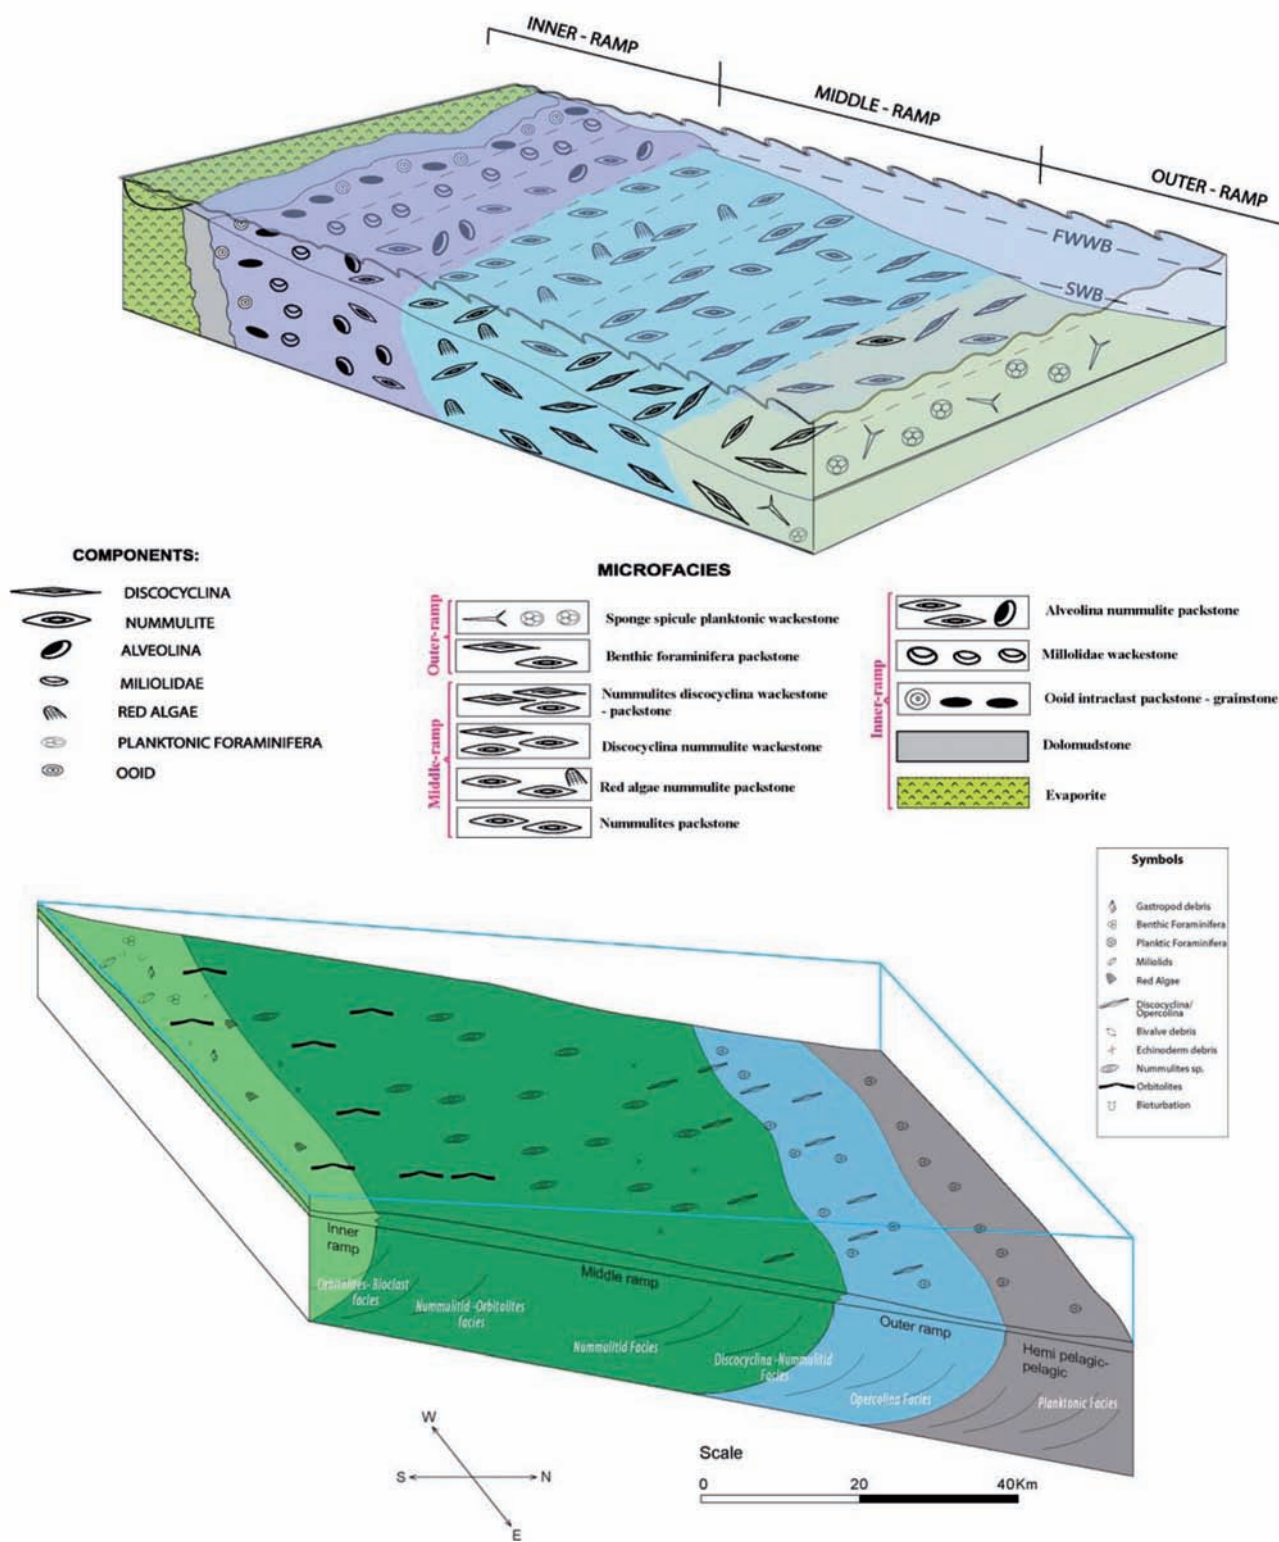 INNER - RAMP
MIDDLE - RAMP
OUTER - RAMP
FWWB
SWB
COMPONENTS:
DISCOCYCLINA
NUMMULITE
ALVEOLINA
MILIOLIDAE
RED ALGAE
PLANKTONIC FORAMINIFERA
OOID
MICROFACIES
Outer-ramp
Sponge spicule planktonic wackestone
Benthic foraminifera packstone
Middle-ramp
Nummulites discocyclina wackestone
- packstone
Discocyclina nummulite wackestone
Red algae nummulite packstone
Nummulites packstone
Inner-ramp
Alveolina nummulite packstone
Millolidae wackestone
Ooid intraclast packstone - grainstone
Dolomudstone
Evaporite
Symbols
Gastropod debris
Benthic Foraminifera
Planktic Foraminifera
Miliolids
Red Algae
Discocyclina/
Opercolina
Bivalve debris
Echinoderm debris
Nummulites sp.
Orbitolites
Bioturbation
Inner
ramp
Middle ramp
Outer ramp
Hemi pelagic-
pelagic
Orbitolites- Bioclast
facies
Nummulitid -Orbitolites
facies
Nummulitid Facies
Discocyclina -Nummulitid
Facies
Opercolina Facies
Planktonic Facies
W
S
N
E
Scale
0
20
40Km